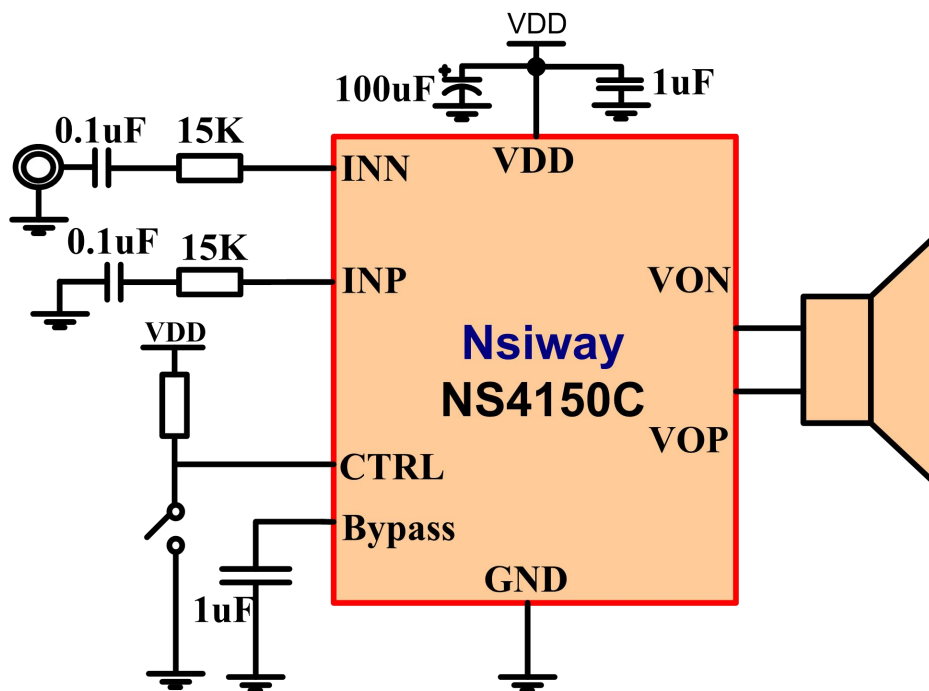 VDD
100uF
1uF
0.1uF
15K
INN
VDD
0.1uF
15K
INP
VON
VDD
Nsiway
NS4150C
VOP
CTRL
Bypass
GND
1uF